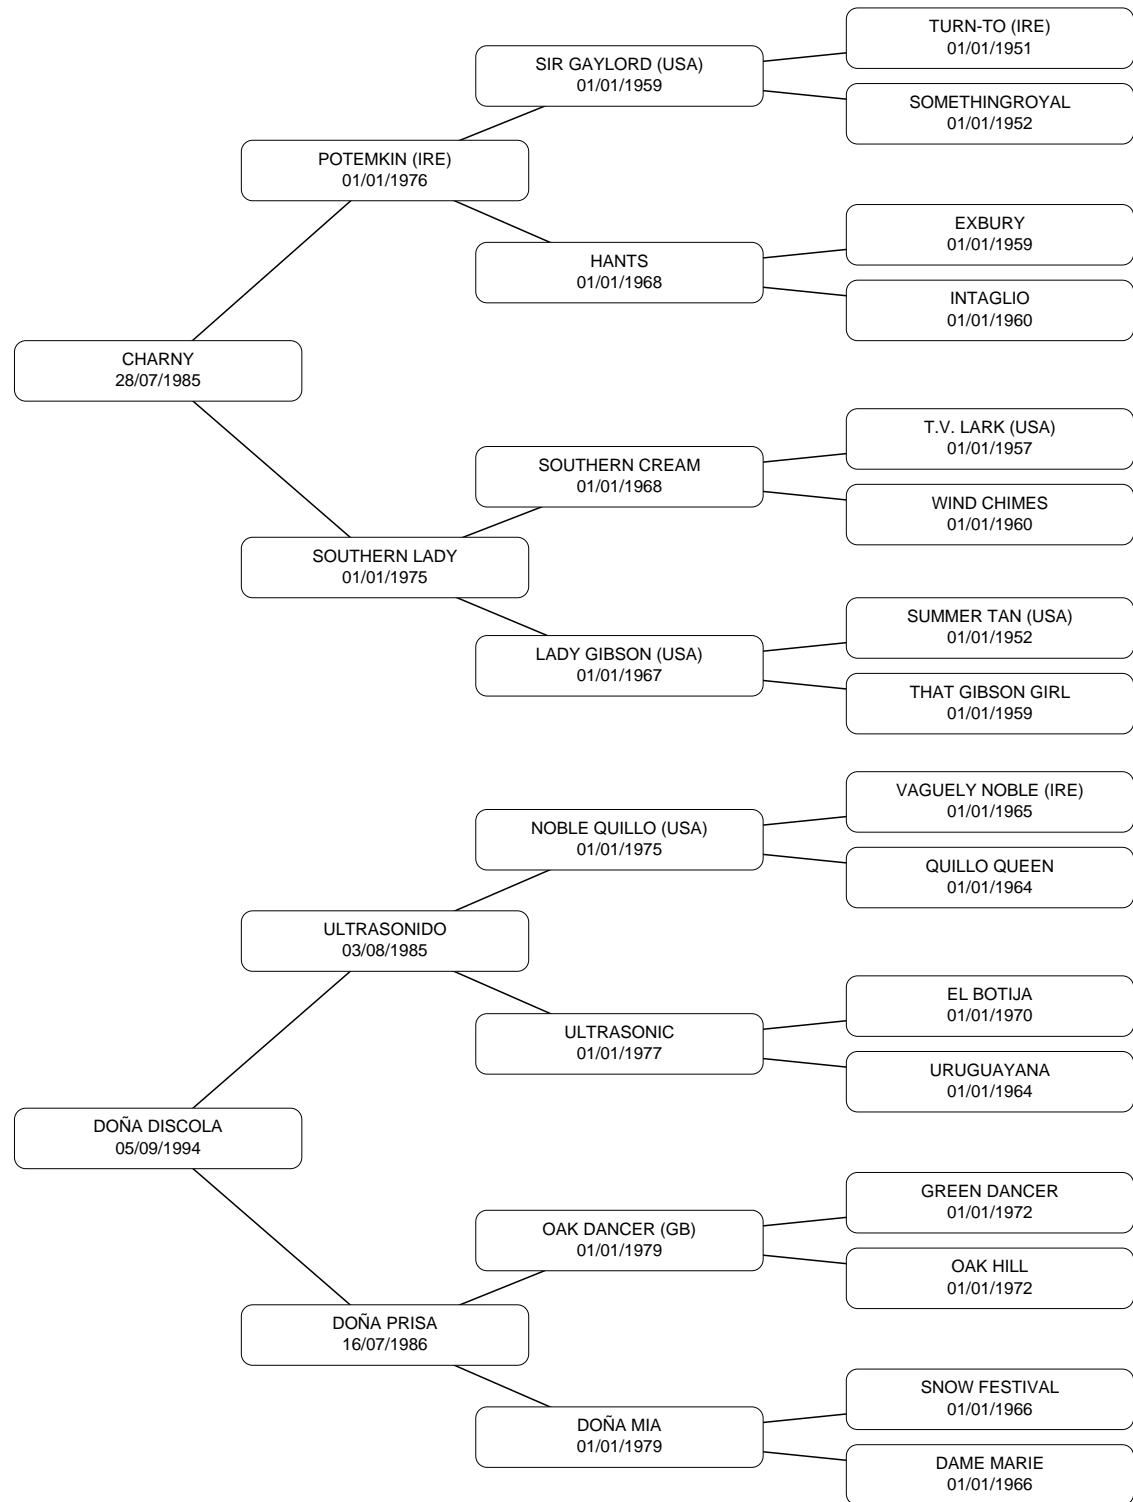 TURN-TO (IRE)
01/01/1951
SIR GAYLORD (USA)
01/01/1959
SOMETHINGROYAL
01/01/1952
POTEMKIN (IRE)
01/01/1976
EXBURY
01/01/1959
HANTS
01/01/1968
INTAGLIO
01/01/1960
CHARNY
28/07/1985
T.V. LARK (USA)
01/01/1957
SOUTHERN CREAM
01/01/1968
WIND CHIMES
01/01/1960
SOUTHERN LADY
01/01/1975
SUMMER TAN (USA)
01/01/1952
LADY GIBSON (USA)
01/01/1967
THAT GIBSON GIRL
01/01/1959
VAGUELY NOBLE (IRE)
01/01/1965
NOBLE QUILLO (USA)
01/01/1975
QUILLO QUEEN
01/01/1964
ULTRASONIDO
03/08/1985
EL BOTIJA
01/01/1970
ULTRASONIC
01/01/1977
URUGUAYANA
01/01/1964
DOÑA DISCOLA
05/09/1994
GREEN DANCER
01/01/1972
OAK DANCER (GB)
01/01/1979
OAK HILL
01/01/1972
DOÑA PRISA
16/07/1986
SNOW FESTIVAL
01/01/1966
DOÑA MIA
01/01/1979
DAME MARIE
01/01/1966